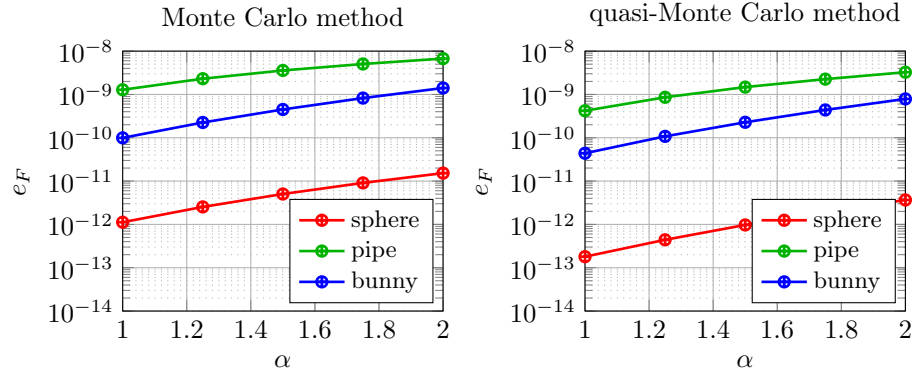 Monte Carlo method
10⁻⁸
10⁻⁹
10⁻¹⁰
10⁻¹¹
10⁻¹²
10⁻¹³
10⁻¹⁴
e_F
1 1.2 1.4 1.6 1.8 2
α
sphere
pipe
bunny
quasi-Monte Carlo method
10⁻⁸
10⁻⁹
10⁻¹⁰
10⁻¹¹
10⁻¹²
10⁻¹³
10⁻¹⁴
e_F
1 1.2 1.4 1.6 1.8 2
α
sphere
pipe
bunny